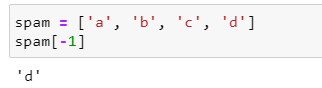 spam = ['a', 'b', 'c', 'd']
spam[-1]
'd'